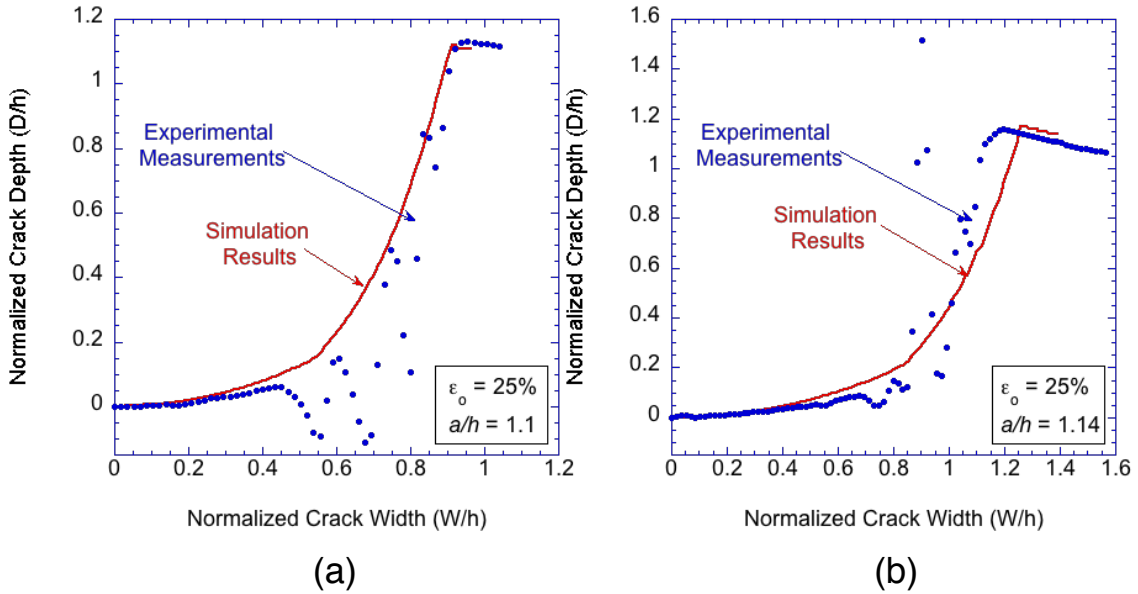 1.2
1
0.8
0.6
0.4
0.2
0
0
0.2
0.4
0.6
0.8
1
1.2
Normalized Crack Depth (D/h)
Normalized Crack Width (W/h)
Experimental
Measurements
Simulation
Results
εo = 25%
a/h = 1.1
(a)
1.6
1.4
1.2
1
0.8
0.6
0.4
0.2
0
0
0.2
0.4
0.6
0.8
1
1.2
1.4
1.6
Normalized Crack Depth (D/h)
Normalized Crack Width (W/h)
Experimental
Measurements
Simulation
Results
εo = 25%
a/h = 1.14
(b)